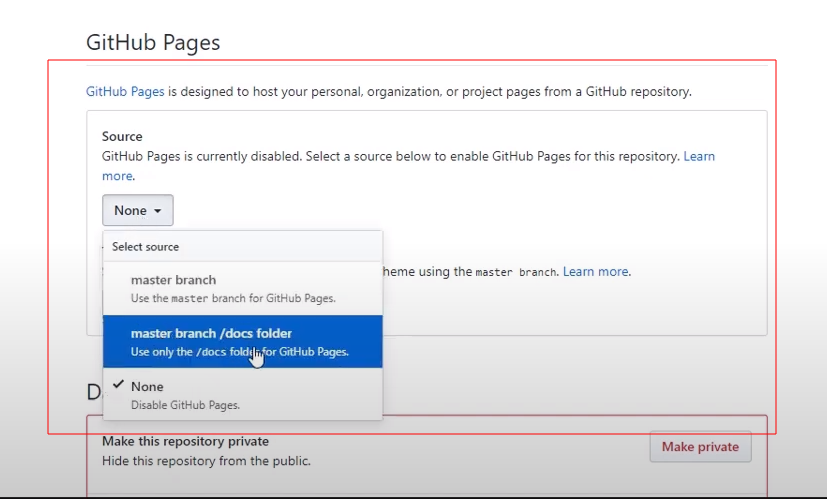 GitHub Pages
GitHub Pages is designed to host your personal, organization, or project pages from a GitHub repository.
Source
GitHub Pages is currently disabled. Select a source below to enable GitHub Pages for this repository. Learn
more.
None
Select source
heme using the master branch. Learn more.
master branch
Use the master branch for GitHub Pages.
master branch /docs folder
Use only the /docs folder for GitHub Pages.
None
Disable GitHub Pages.
D
Make this repository private
Hide this repository from the public.
Make private